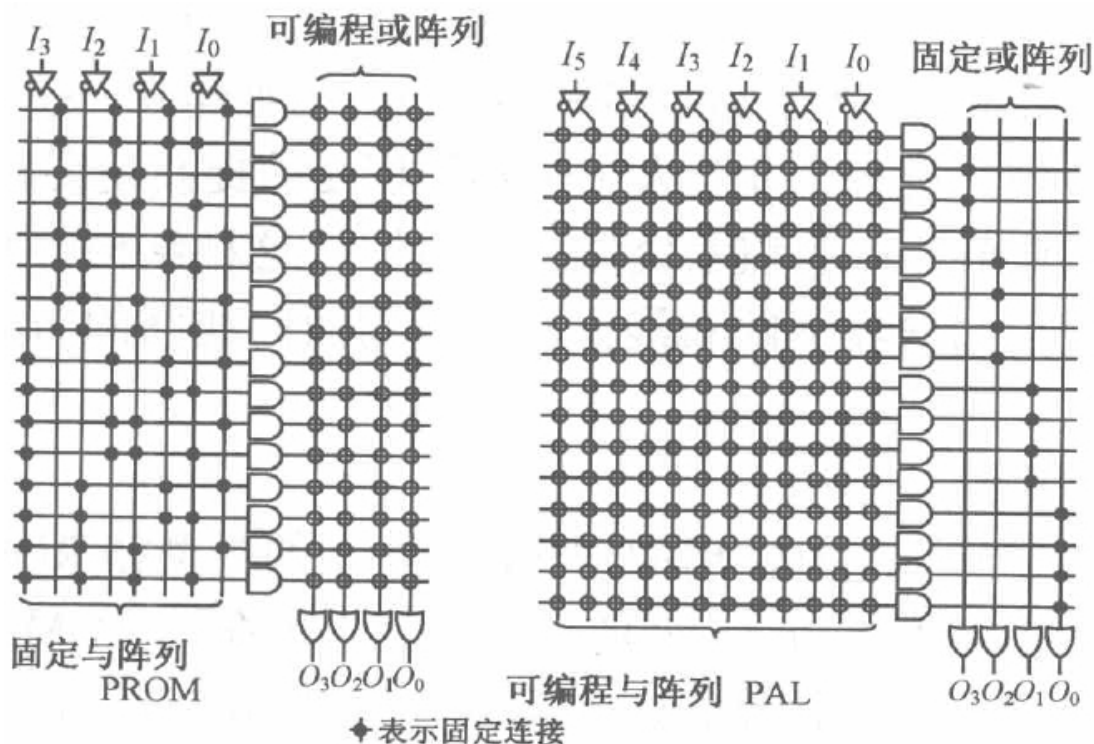 可编程或阵列
I₃ I₂ I₁ I₀
固定或阵列
I₅ I₄ I₃ I₂ I₁ I₀
固定与阵列
PROM
O₃O₂O₁O₀
可编程与阵列 PAL
O₃O₂O₁O₀
表示固定连接